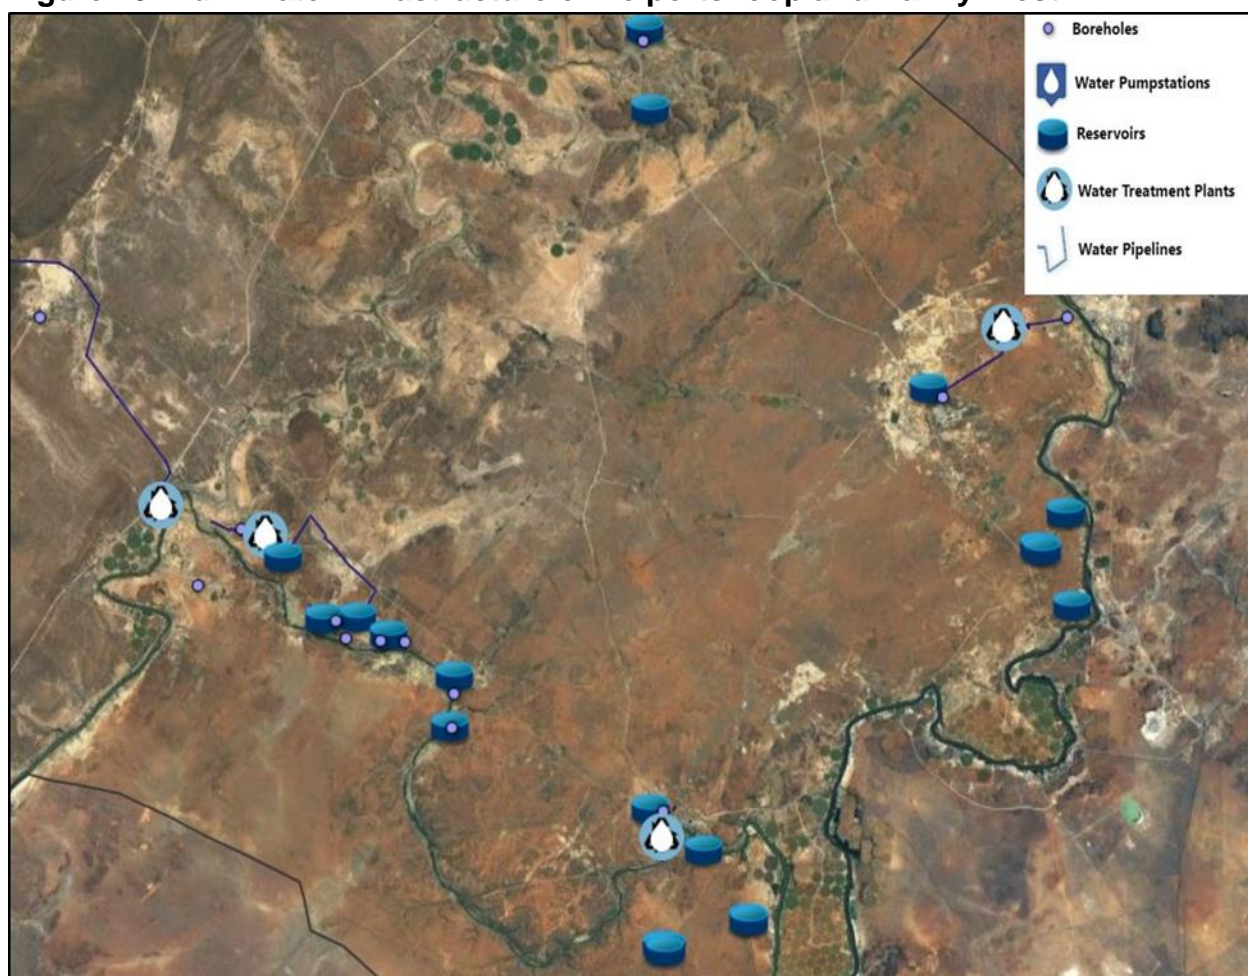 Boreholes
Water Pumpstations
Reservoirs
Water Treatment Plants
Water Pipelines